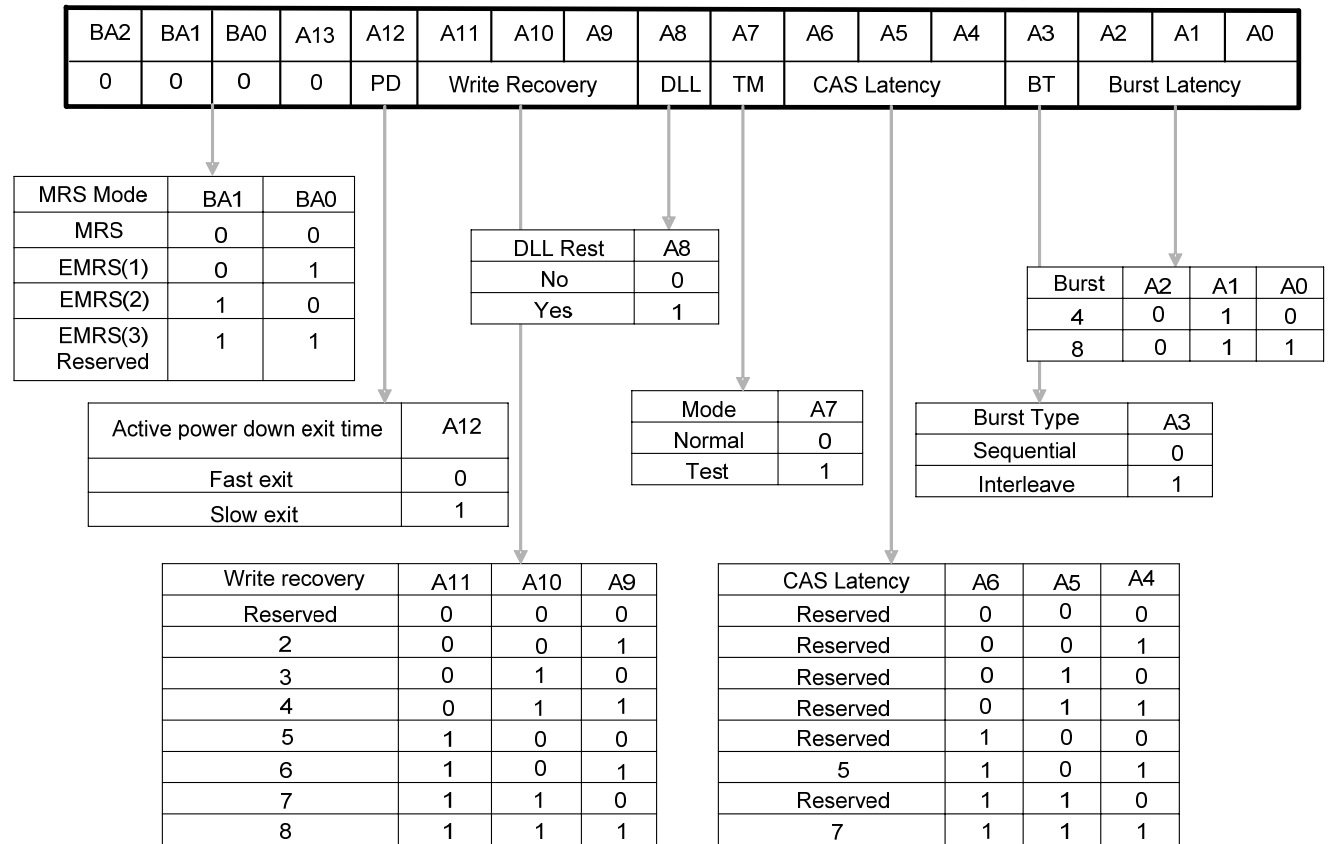 BA2 BA1 BA0 A13 A12 A11 A10 A9 A8 A7 A6 A5 A4 A3 A2 A1 A0
0 0 0 0 PD Write Recovery DLL TM CAS Latency BT Burst Latency
MRS Mode BA1 BA0
MRS 0 0
EMRS(1) 0 1
EMRS(2) 1 0
EMRS(3)
Reserved 1 1
DLL Rest A8
No 0
Yes 1
Burst A2 A1 A0
4 0 1 0
8 0 1 1
Active power down exit time A12
Fast exit 0
Slow exit 1
Mode A7
Normal 0
Test 1
Burst Type A3
Sequential 0
Interleave 1
Write recovery A11 A10 A9
Reserved 0 0 0
2 0 0 1
3 0 1 0
4 0 1 1
5 1 0 0
6 1 0 1
7 1 1 0
8 1 1 1
CAS Latency A6 A5 A4
Reserved 0 0 0
Reserved 0 0 1
Reserved 0 1 0
Reserved 0 1 1
Reserved 1 0 0
5 1 0 1
Reserved 1 1 0
7 1 1 1